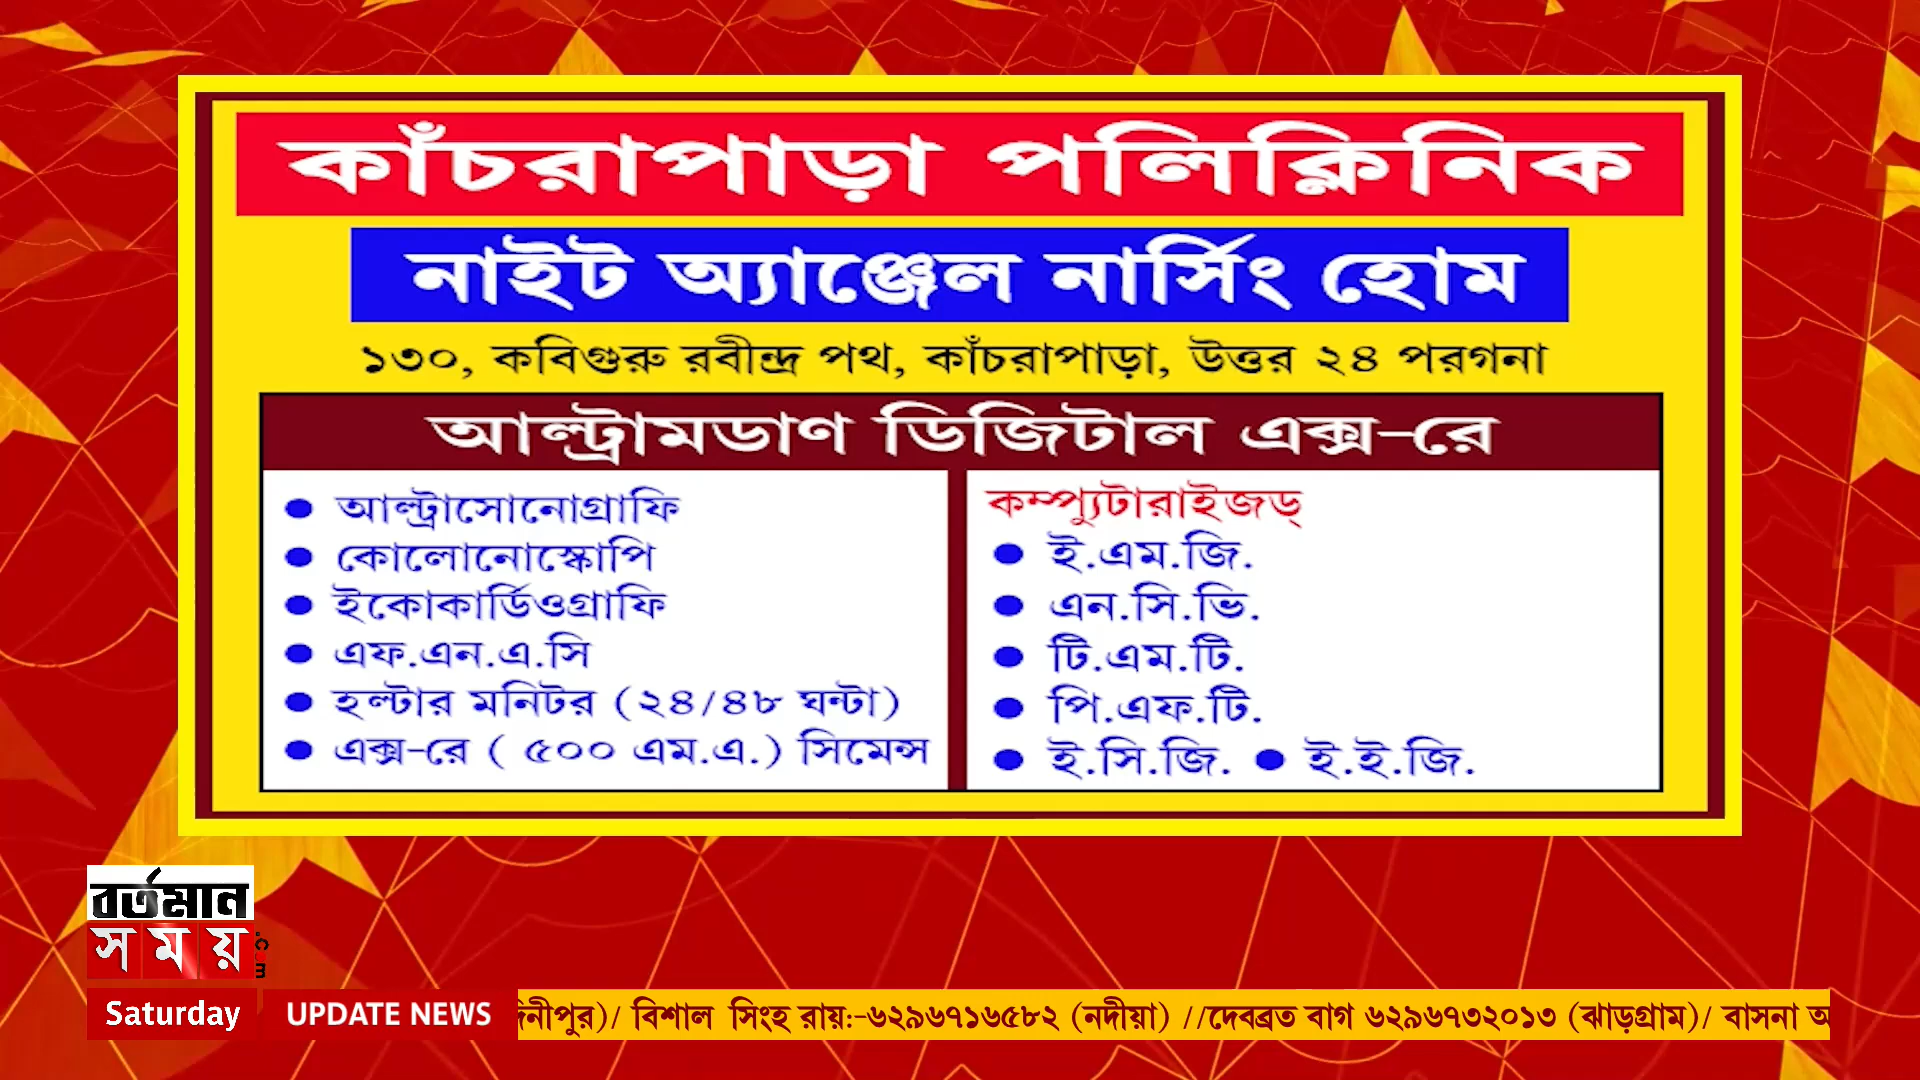 কাঁচরাপাড়া পলিক্লিনিক
নাইট অ্যাঞ্জেল নার্সিং হোম
১৩০, কবিগুরু রবীন্দ্র পথ, কাঁচরাপাড়া, উত্তর ২৪ পরগনা
আল্ট্রামডাণ ডিজিটাল এক্স-রে
● আল্ট্রাসোনোগ্রাফি
● কোলোনোস্কোপি
● ইকোকার্ডিওগ্রাফি
● এফ.এন.এ.সি
● হল্টার মনিটর (২৪/৪৮ ঘন্টা)
● এক্স-রে ( ৫০০ এম.এ.) সিমেন্স
কম্প্যুটারাইজড্
● ই.এম.জি.
● এন.সি.ভি.
● টি.এম.টি.
● পি.এফ.টি.
● ই.সি.জি. ● ই.ই.জি.
বর্তমান
সময়
Saturday
UPDATE NEWS
দিনীপুর)/ বিশাল সিংহ রায়:-৬২৯৬৭১৬৫৮২ (নদীয়া) //দেবব্রত বাগ ৬২৯৬৭৩২০১৩ (ঝাড়গ্রাম)/ বাসনা